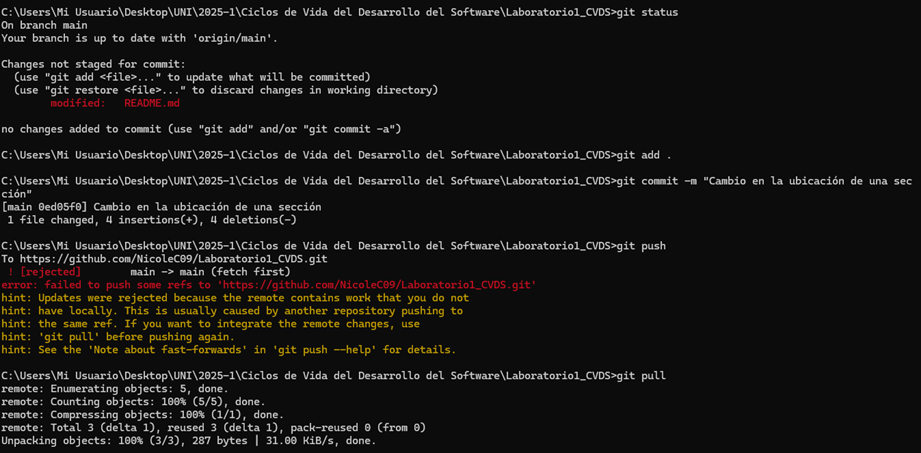 C:\Users\Mi Usuario\Desktop\UNI\2025-1\Ciclos de Vida del Desarrollo del Software\Laboratorio1_CVDS>git status
On branch main
Your branch is up to date with 'origin/main'.
Changes not staged for commit:
  (use "git add <file>..." to update what will be committed)
  (use "git restore <file>..." to discard changes in working directory)
        modified:   README.md
no changes added to commit (use "git add" and/or "git commit -a")
C:\Users\Mi Usuario\Desktop\UNI\2025-1\Ciclos de Vida del Desarrollo del Software\Laboratorio1_CVDS>git add .
C:\Users\Mi Usuario\Desktop\UNI\2025-1\Ciclos de Vida del Desarrollo del Software\Laboratorio1_CVDS>git commit -m "Cambio en la ubicación de una sec
ción"
[main 0ed05f0] Cambio en la ubicación de una sección
 1 file changed, 4 insertions(+), 4 deletions(-)
C:\Users\Mi Usuario\Desktop\UNI\2025-1\Ciclos de Vida del Desarrollo del Software\Laboratorio1_CVDS>git push
To https://github.com/NicoleC09/Laboratorio1_CVDS.git
 ! [rejected]        main -> main (fetch first)
error: failed to push some refs to 'https://github.com/NicoleC09/Laboratorio1_CVDS.git'
hint: Updates were rejected because the remote contains work that you do not
hint: have locally. This is usually caused by another repository pushing to
hint: the same ref. If you want to integrate the remote changes, use
hint: 'git pull' before pushing again.
hint: See the 'Note about fast-forwards' in 'git push --help' for details.
C:\Users\Mi Usuario\Desktop\UNI\2025-1\Ciclos de Vida del Desarrollo del Software\Laboratorio1_CVDS>git pull
remote: Enumerating objects: 5, done.
remote: Counting objects: 100% (5/5), done.
remote: Compressing objects: 100% (1/1), done.
remote: Total 3 (delta 1), reused 3 (delta 1), pack-reused 0 (from 0)
Unpacking objects: 100% (3/3), 287 bytes | 31.00 KiB/s, done.